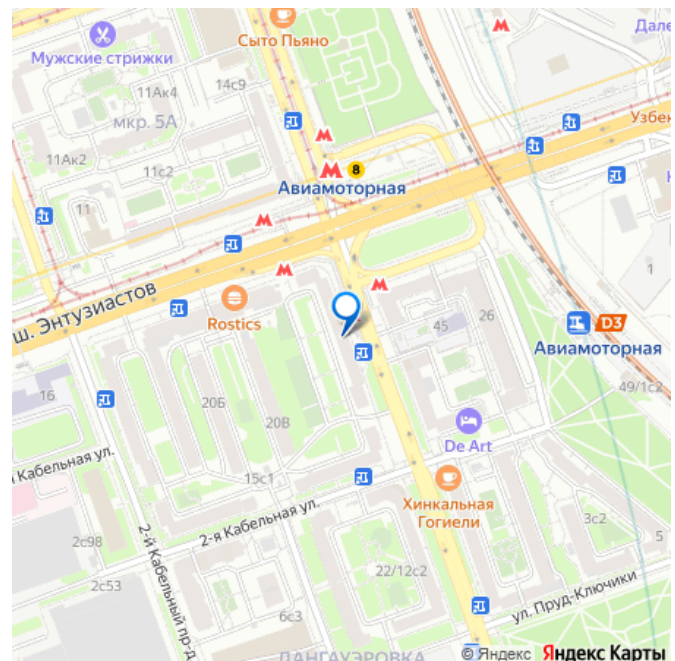 Сыто Пьяно
Мужские стрижки
Дале
11Ак4
14с9
мкр. 5А
Узбек
11Ак2
11с2
8
Авиамоторная
11
К
1
ш. Энтузиастов
Rostics
45
26
D3
Авиамоторная
16
20Б
20В
49/1с2
De Art
Кабельная ул.
15с1
Хинкальная
Гогиели
2-я Кабельная ул.
2-й Кабельный пр-д
3с2
5
2с98
2с53
22/12с2
ул. Пруд-Ключики
6с3
ДАНГАУЭРОВКА
© Яндекс Яндекс Карты